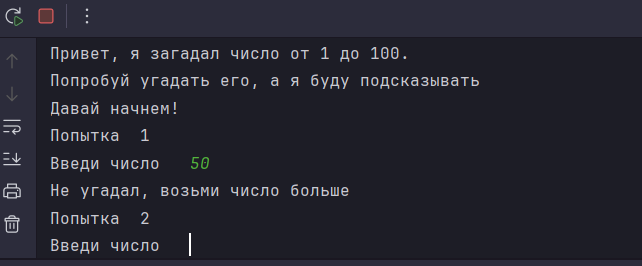 Привет, я загадал число от 1 до 100.
Попробуй угадать его, а я буду подсказывать
Давай начнем!
Попытка  1
Введи число   50
Не угадал, возьми число больше
Попытка  2
Введи число